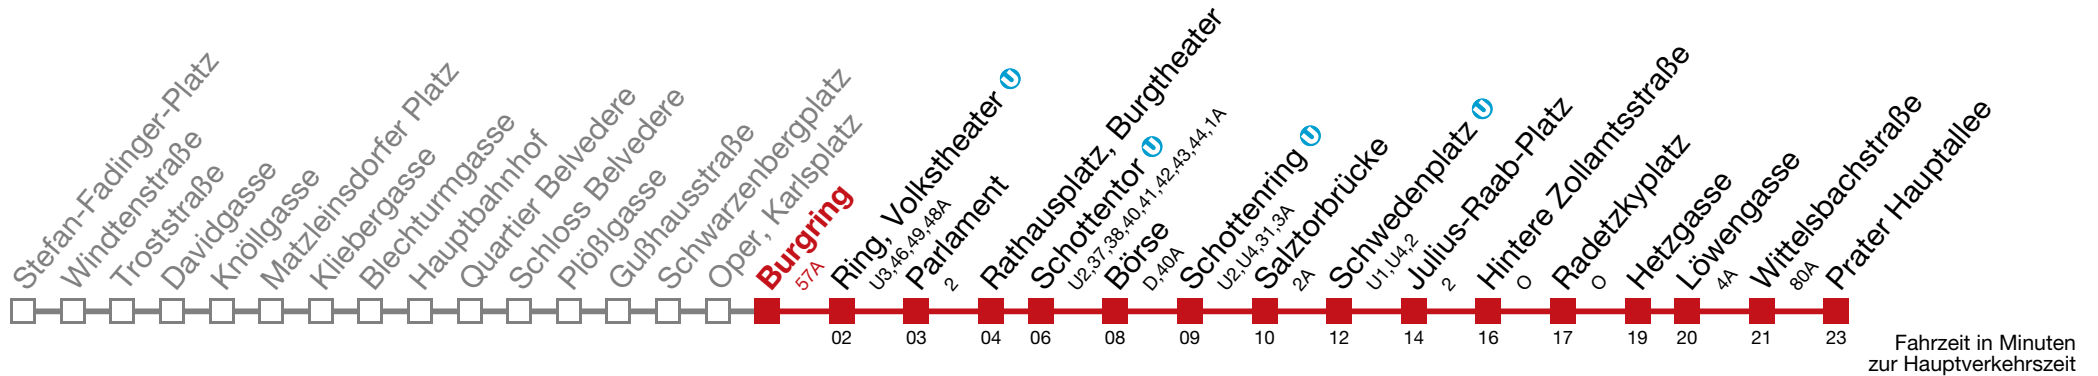 Stefan-Fadinger-Platz
Windtenstraße
Troststraße
Davidgasse
Knöllgasse
Matzleinsdorfer Platz
Kliebergasse
Blechturmgasse
Hauptbahnhof
Quartier Belvedere
Schloss Belvedere
Plößlgasse
Gußhausstraße
Schwarzenbergplatz
Oper, Karlsplatz
Burgring
57A
Ring, Volkstheater U
U3,46,49,48A
Parlament
2
Rathausplatz, Burgtheater
Schottentor U
U2,37,38,40,41,42,43,44,1A
Börse
D,40A
Schottenring U
U2,U4,31,3A
Salztorbrücke
2A
Schwedenplatz U
U1,U4,2
Julius-Raab-Platz
2
Hintere Zollamtsstraße
O
Radetzkyplatz
O
Hetzgasse
Löwengasse
4A
Wittelsbachstraße
80A
Prater Hauptallee
02 03 04 06 08 09 10 12 14 16 17 19 20 21 23
Fahrzeit in Minuten
zur Hauptverkehrszeit